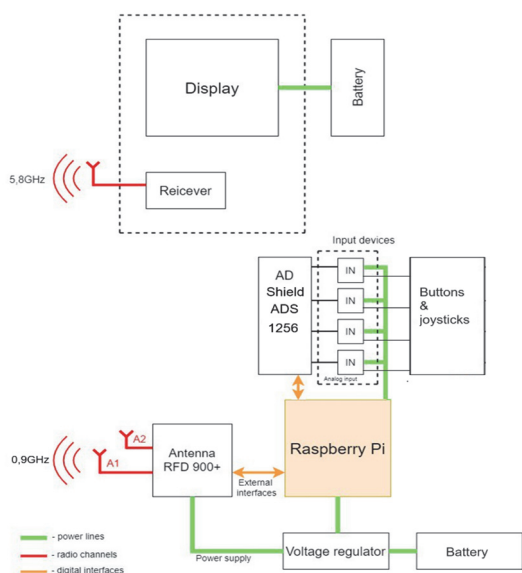 Display
Battery
5,8GHz
Reicever
Input devices
AD
Shield
ADS
1256
IN
IN
IN
IN
Buttons
&
joysticks
Analog input
0,9GHz
A2
A1
Antenna
RFD 900+
External
interfaces
Raspberry Pi
- power lines
- radio channels
- digital interfaces
Power supply
Voltage regulator
Battery